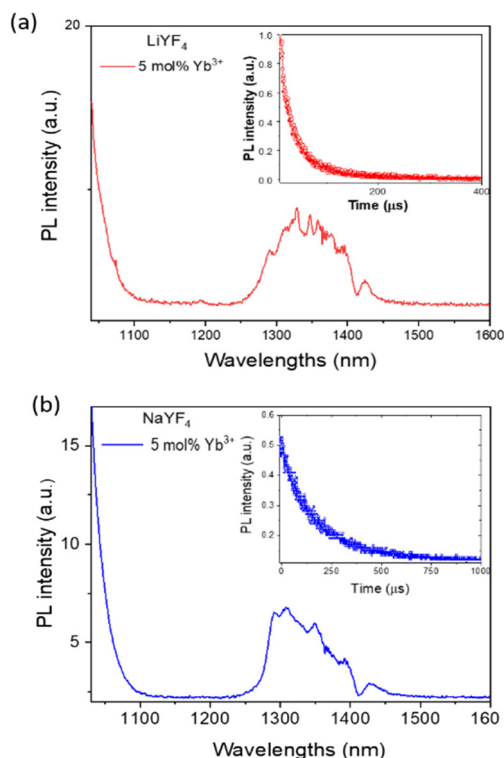 (a)
20
LiYF4
5 mol% Yb3+
PL intensity (a.u.)
1.0
0.8
0.6
0.4
0.2
0.0
PL intensity (a.u.)
200
400
Time (μs)
1100
1200
1300
1400
1500
1600
Wavelengths (nm)
(b)
NaYF4
5 mol% Yb3+
15
10
5
PL intensity (a.u.)
0.6
0.5
0.4
0.3
0.2
PL intensity (a.u.)
0
250
500
750
1000
Time (μs)
1100
1200
1300
1400
1500
160
Wavelengths (nm)